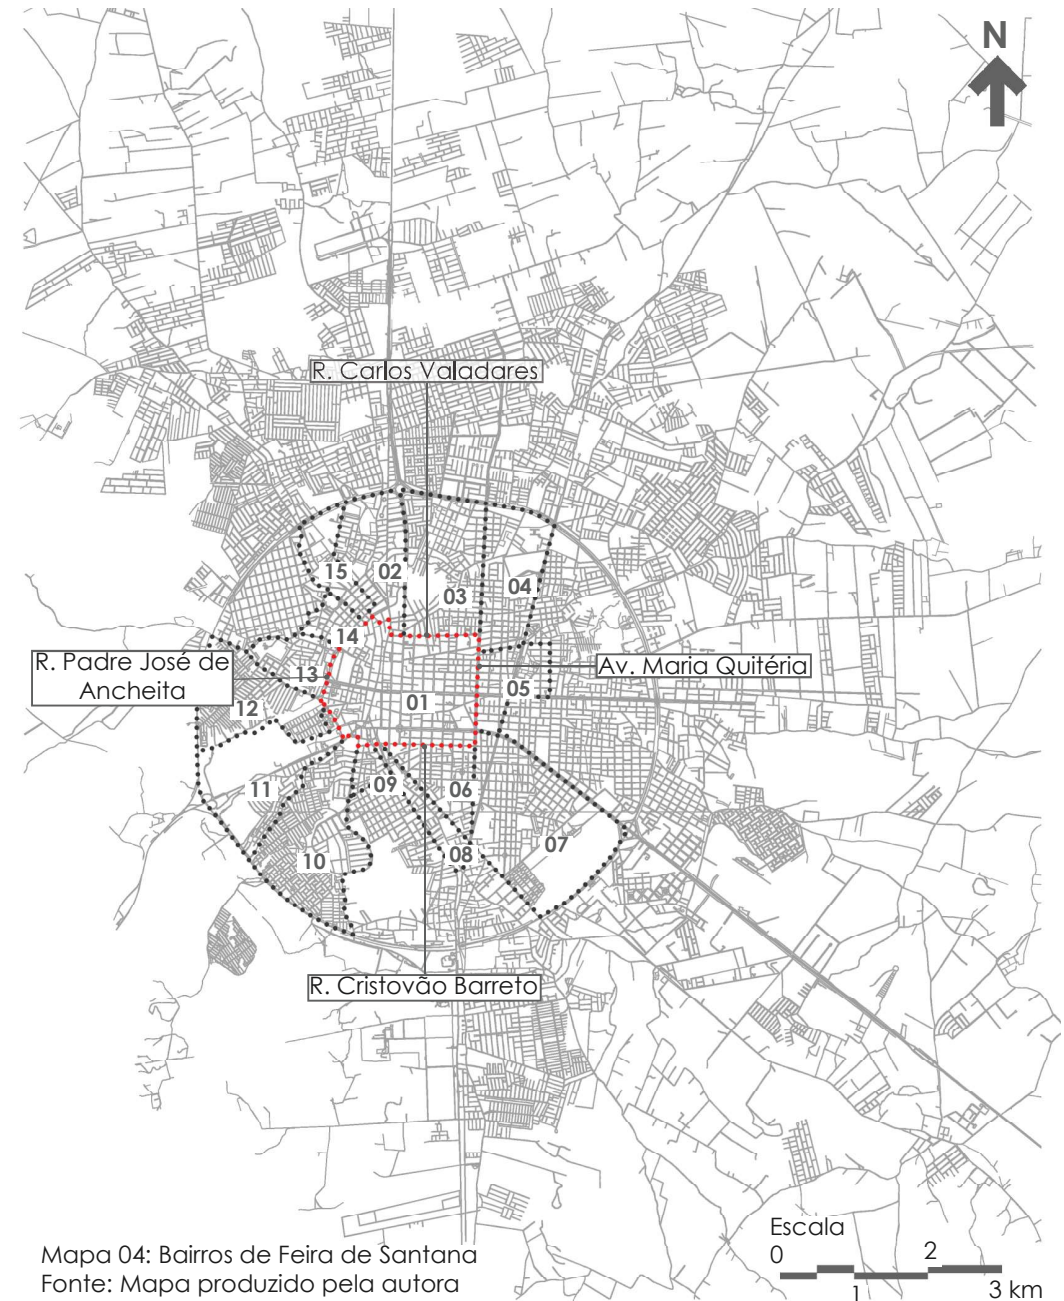 N
R. Carlos Valadares
15
02
03
04
14
R. Padre José de
Ancheita
13
Av. Maria Quitéria
05
01
12
11
09
06
10
08
07
R. Cristovão Barreto
Escala
0
2
1
3 km
Mapa 04: Bairros de Feira de Santana
Fonte: Mapa produzido pela autora